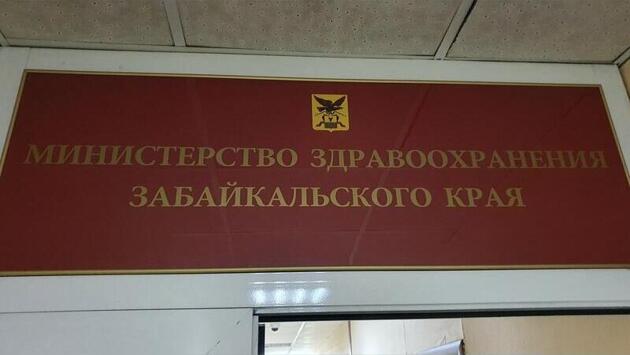 МИНИСТЕРСТВО ЗДРАВООХРАНЕНИЯ
ЗАБАЙКАЛЬСКОГО КРАЯ